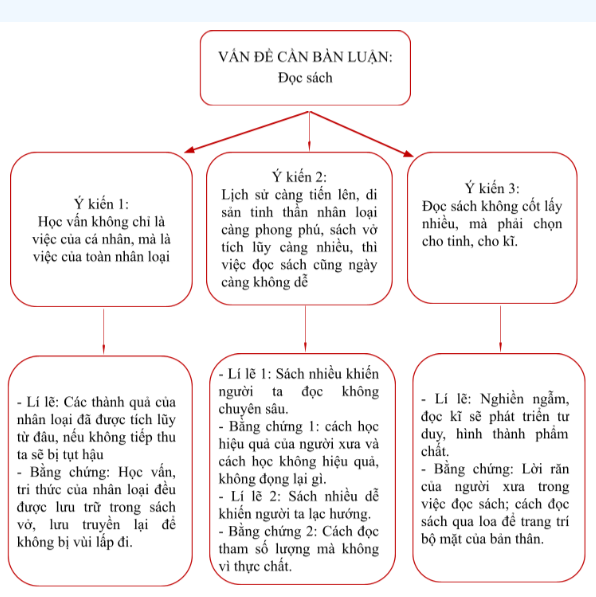 VẤN ĐỀ CẦN BÀN LUẬN:
Đọc sách
Ý kiến 1:
Học vấn không chỉ là
việc của cá nhân, mà là
việc của toàn nhân loại
Ý kiến 2:
Lịch sử càng tiến lên, di
sản tinh thần nhân loại
càng phong phú, sách vở
tích lũy càng nhiều, thì
việc đọc sách cũng ngày
càng không dễ
Ý kiến 3:
Đọc sách không cốt lấy
nhiều, mà phải chọn
cho tinh, cho kĩ.
- Lí lẽ: Các thành quả của
nhân loại đã được tích lũy
từ đâu, nếu không tiếp thu
ta sẽ bị tụt hậu
- Bằng chứng: Học vấn,
tri thức của nhân loại đều
được lưu trữ trong sách
vở, lưu truyền lại để
không bị vùi lấp đi.
- Lí lẽ 1: Sách nhiều khiến
người ta đọc không
chuyên sâu.
- Bằng chứng 1: cách học
hiệu quả của người xưa và
cách học không hiệu quả,
không đọng lại gì.
- Lí lẽ 2: Sách nhiều dễ
khiến người ta lạc hướng.
- Bằng chứng 2: Cách đọc
tham số lượng mà không
vì thực chất.
- Lí lẽ: Nghiền ngẫm,
đọc kĩ sẽ phát triển tư
duy, hình thành phẩm
chất.
- Bằng chứng: Lời răn
của người xưa trong
việc đọc sách; cách đọc
sách qua loa để trang trí
bộ mặt của bản thân.